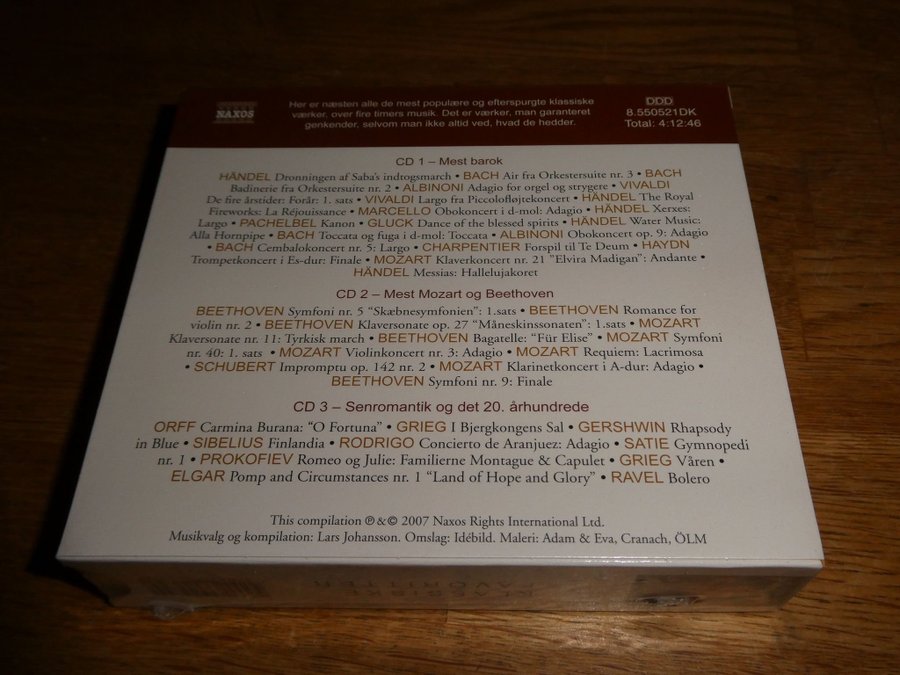 NAXOS
Her er næsten alle de mest populære og efterspurgte klassiske
værker, over fire timers musik. Det er værker, man garanteret
genkender, selvom man ikke altid ved, hvad de hedder.
DDD
8.550521DK
Total: 4:12:46
CD 1 – Mest barok
HÄNDEL Dronningen af Saba's indtogsmarch • BACH Air fra Orkestersuite nr. 3 • BACH
Badinerie fra Orkestersuite nr. 2 • ALBINONI Adagio for orgel og strygere • VIVALDI
De fire årstider: Forår: 1. sats • VIVALDI Largo fra Piccolofløjtekoncert • HÄNDEL The Royal
Fireworks: La Réjouissance • MARCELLO Obokoncert i d-mol: Adagio • HÄNDEL Xerxes:
Largo • PACHELBEL Kanon • GLUCK Dance of the blessed spirits • HÄNDEL Water Music:
Alla Hornpipe • BACH Toccata og fuga i d-mol: Toccata • ALBINONI Obokoncert op. 9: Adagio
• BACH Cembalokoncert nr. 5: Largo • CHARPENTIER Forspil til Te Deum • HAYDN
Trompetkoncert i Es-dur: Finale • MOZART Klaverkoncert nr. 21 "Elvira Madigan": Andante •
HÄNDEL Messias: Hallelujakoret
CD 2 – Mest Mozart og Beethoven
BEETHOVEN Symfoni nr. 5 "Skæbnesymfonien": 1.sats • BEETHOVEN Romance for
violin nr. 2 • BEETHOVEN Klaversonate op. 27 "Måneskinssonaten": 1.sats • MOZART
Klaversonate nr. 11: Tyrkisk march • BEETHOVEN Bagatelle: "Für Elise" • MOZART Symfoni
nr. 40: 1. sats • MOZART Violinkoncert nr. 3: Adagio • MOZART Requiem: Lacrimosa
• SCHUBERT Impromptu op. 142 nr. 2 • MOZART Klarinetkoncert i A-dur: Adagio •
BEETHOVEN Symfoni nr. 9: Finale
CD 3 – Senromantik og det 20. århundrede
ORFF Carmina Burana: "O Fortuna" • GRIEG I Bjergkongens Sal • GERSHWIN Rhapsody
in Blue • SIBELIUS Finlandia • RODRIGO Concierto de Aranjuez: Adagio • SATIE Gymnopedi
nr. 1 • PROKOFIEV Romeo og Julie: Familierne Montague & Capulet • GRIEG Våren •
ELGAR Pomp and Circumstances nr. 1 "Land of Hope and Glory" • RAVEL Bolero
This compilation ℗ & © 2007 Naxos Rights International Ltd.
Musikvalg og kompilation: Lars Johansson. Omslag: Idébild. Maleri: Adam & Eva, Cranach, ÖLM